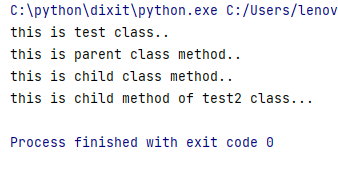 C:\python\dixit\python.exe C:/Users/lenov
this is test class..
this is parent class method..
this is child class method..
this is child method of test2 class...
Process finished with exit code 0